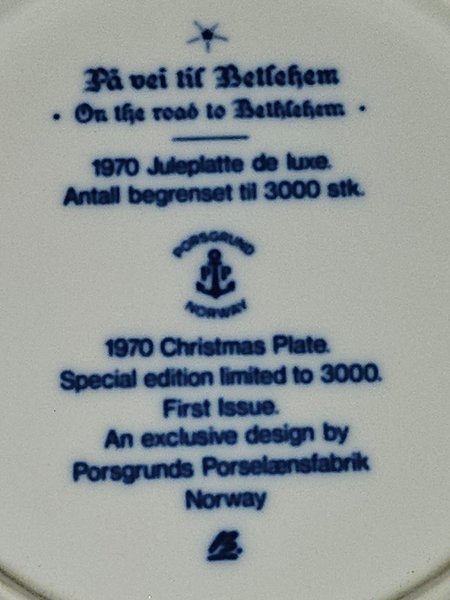 På vei til Betlehem
• On the road to Bethlehem •
1970 Juleplatte de luxe.
Antall begrenset til 3000 stk.
PORSGRUND
P P
NORWAY
1970 Christmas Plate.
Special edition limited to 3000.
First Issue.
An exclusive design by
Porsgrunds Porselænsfabrik
Norway